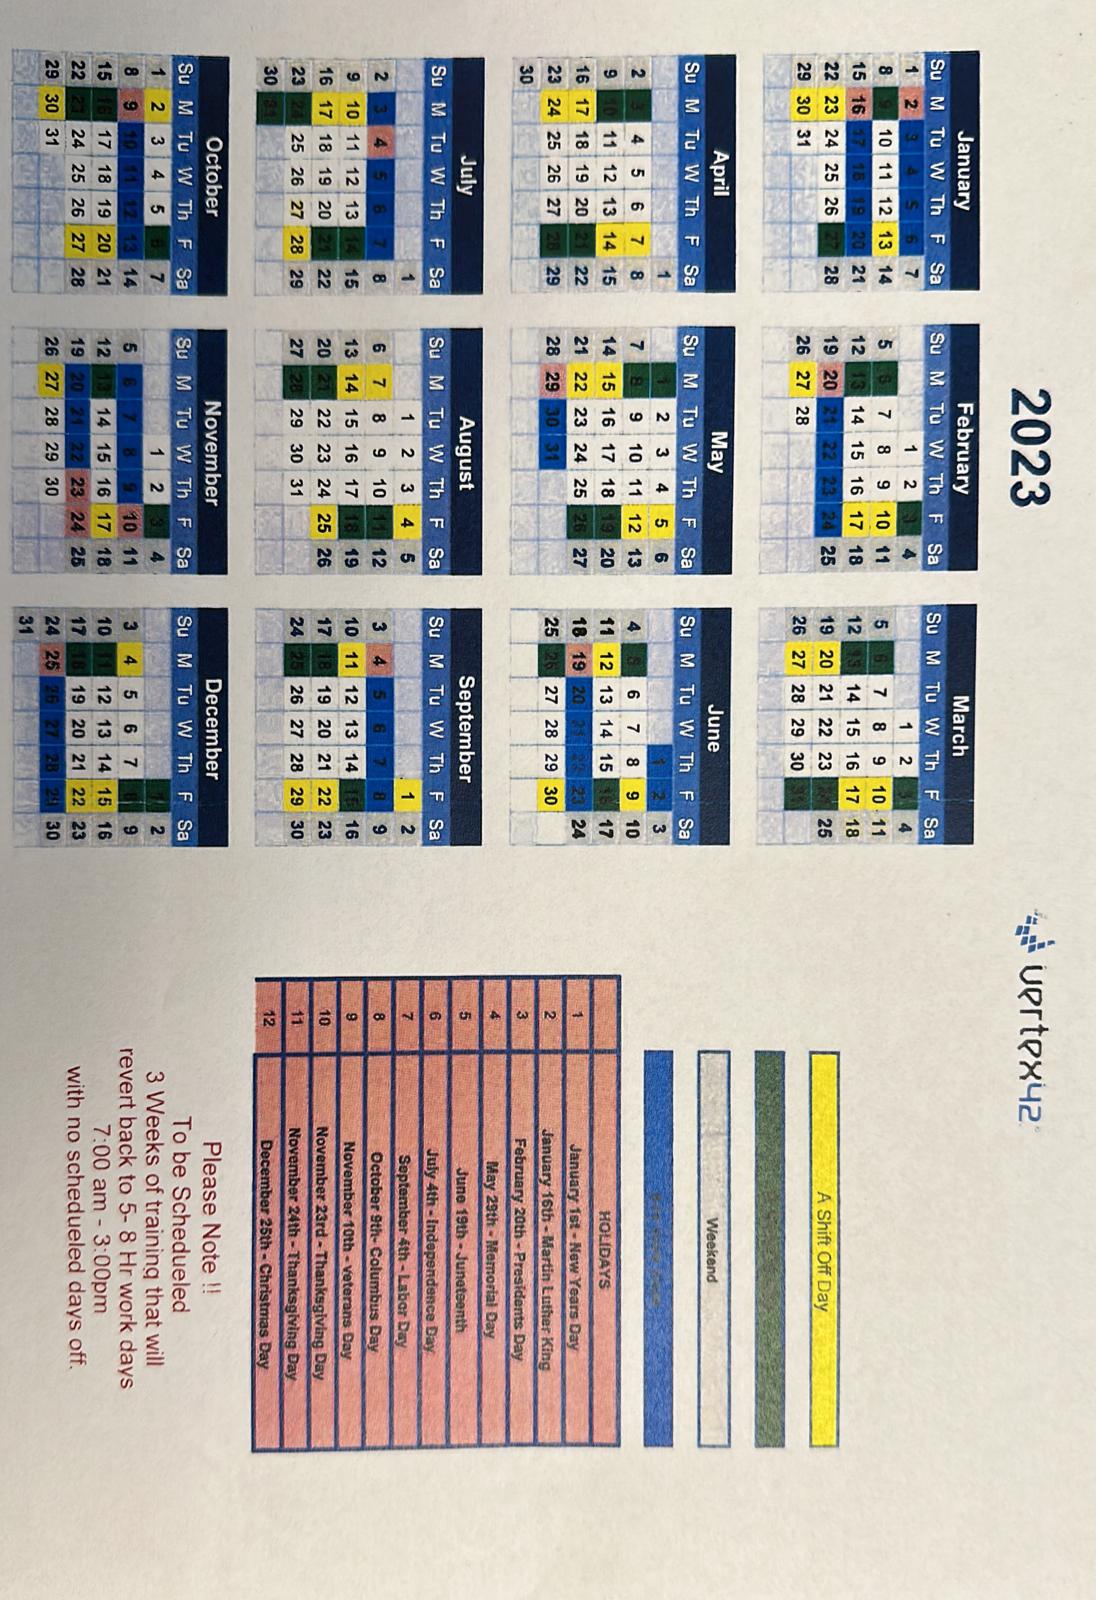 2023
vertex42
January
Su M Tu W Th F Sa
1 2 3 4 5 6 7
8 9 10 11 12 13 14
15 16 17 18 19 20 21
22 23 24 25 26 27 28
29 30 31
February
Su M Tu W Th F Sa
1 2 3 4
5 6 7 8 9 10 11
12 13 14 15 16 17 18
19 20 21 22 23 24 25
26 27 28
March
Su M Tu W Th F Sa
1 2 3 4
5 6 7 8 9 10 11
12 13 14 15 16 17 18
19 20 21 22 23 25
26 27 28 29 30
April
Su M Tu W Th F Sa
1
2 3 4 5 6 7 8
9 10 11 12 13 14 15
16 17 18 19 20 21 22
23 24 25 26 27 28 29
30
May
Su M Tu W Th F Sa
1 2 3 4 5 6
7 8 9 10 11 12 13
14 15 16 17 18 19 20
21 22 23 24 25 26 27
28 29 30 31
June
Su M Tu W Th F Sa
1 2 3
4 5 6 7 8 9 10
11 12 13 14 15 16 17
18 19 20 21 22 23 24
25 26 27 28 29 30
July
Su M Tu W Th F Sa
1
2 3 4 5 6 7 8
9 10 11 12 13 14 15
16 17 18 19 20 21 22
23 24 25 26 27 28 29
30 31
August
Su M Tu W Th F Sa
1 2 3 4 5
6 7 8 9 10 11 12
13 14 15 16 17 18 19
20 21 22 23 24 25 26
27 28 29 30 31
September
Su M Tu W Th F Sa
1 2
3 4 5 6 7 8 9
10 11 12 13 14 15 16
17 18 19 20 21 22 23
24 25 26 27 28 29 30
October
Su M Tu W Th F Sa
1 2 3 4 5 6 7
8 9 10 11 12 13 14
15 16 17 18 19 20 21
22 23 24 25 26 27 28
29 30 31
November
Su M Tu W Th F Sa
1 2 3 4
5 6 7 8 9 10 11
12 13 14 15 16 17 18
19 20 21 22 23 24 25
26 27 28 29 30
December
Su M Tu W Th F Sa
1 2
3 4 5 6 7 8 9
10 11 12 13 14 15 16
17 18 19 20 21 22 23
24 25 26 27 28 29 30
31
A Shift Off Day
Weekend
HOLIDAYS
1 January 1st - New Years Day
2 January 16th - Martin Luther King
3 February 20th - Presidents Day
4 May 29th - Memorial Day
5 June 19th - Juneteenth
6 July 4th - Independence Day
7 September 4th - Labor Day
8 October 9th- Columbus Day
9 November 10th - veterans Day
10 November 23rd - Thanksgiving Day
11 November 24th - Thanksgiving Day
12 December 25th - Christmas Day
Please Note !!
To be Schedueled
3 Weeks of training that will
revert back to 5- 8 Hr work days
7:00 am - 3:00pm
with no schedueled days off.